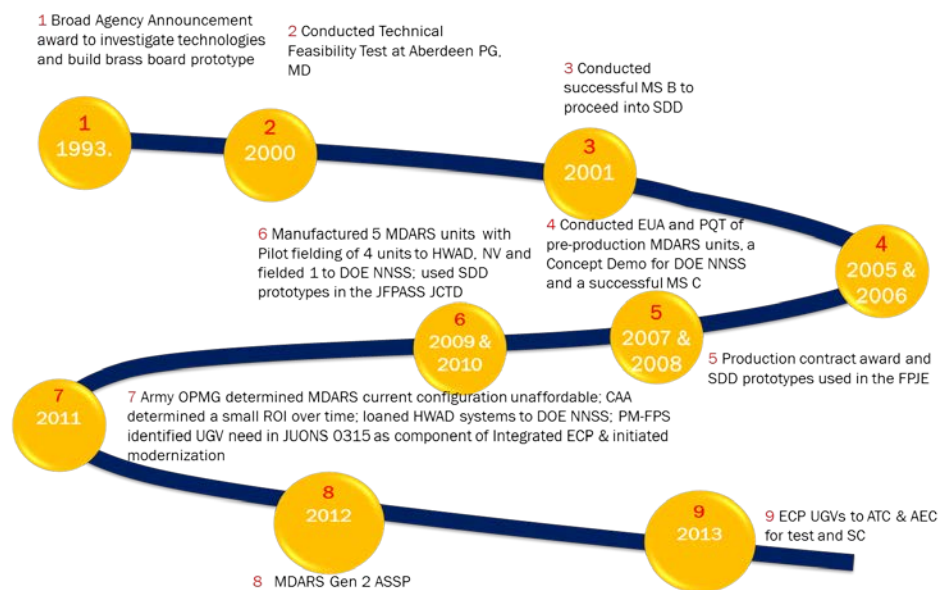 1 Broad Agency Announcement
award to investigate technologies
and build brass board prototype
1
1993.
2 Conducted Technical
Feasibility Test at Aberdeen PG,
MD
2
2000
3 Conducted
successful MS B to
proceed into SDD
3
2001
4 Conducted EUA and PQT of
pre-production MDARS units, a
Concept Demo for DOE NNSS
and a successful MS C
4
2005 &
2006
5
2007 &
2008
5 Production contract award and
SDD prototypes used in the FPJE
6 Manufactured 5 MDARS units with
Pilot fielding of 4 units to HWAD, NV and
fielded 1 to DOE NNSS; used SDD
prototypes in the JFPASS JCTD
6
2009 &
2010
7
2011
7 Army OPMG determined MDARS current configuration unaffordable; CAA
determined a small ROI over time; loaned HWAD systems to DOE NNSS; PM-FPS
identified UGV need in JUONS 0315 as component of Integrated ECP & initiated
modernization
8
2012
8 MDARS Gen 2 ASSP
9
2013
9 ECP UGVs to ATC & AEC
for test and SC